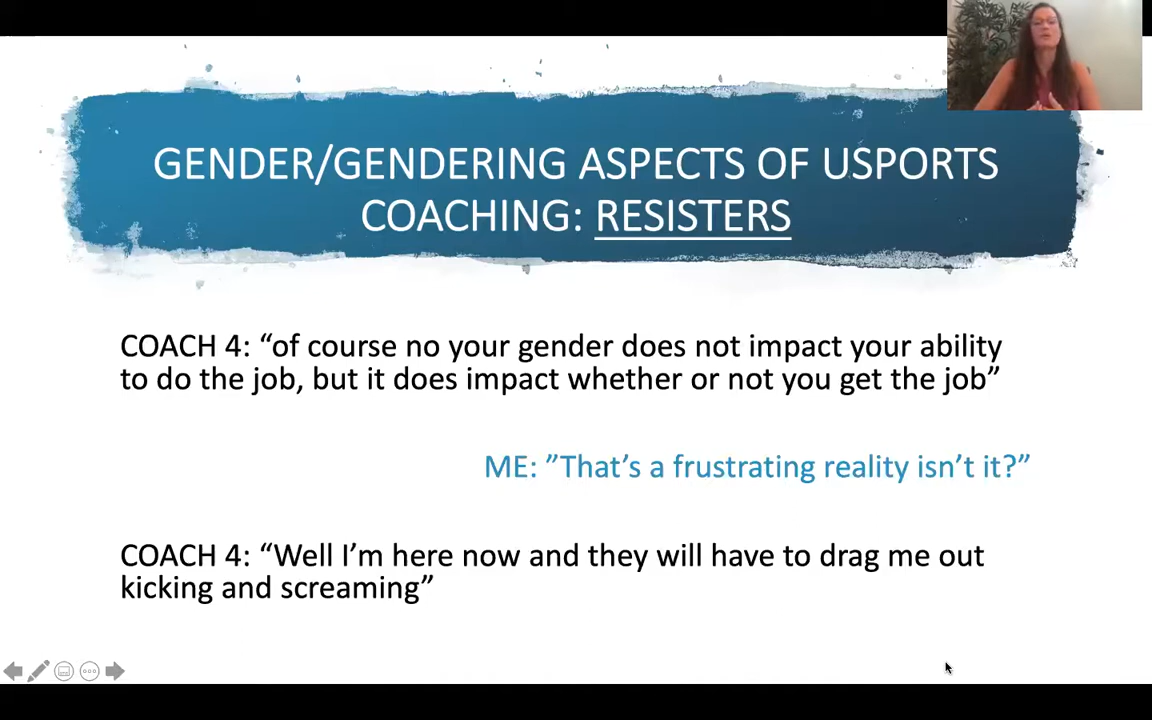 GENDER/GENDERING ASPECTS OF USPORTS
COACHING: RESISTERS
COACH 4: “of course no your gender does not impact your ability
to do the job, but it does impact whether or not you get the job”
ME: ”That’s a frustrating reality isn’t it?”
COACH 4: “Well I’m here now and they will have to drag me out
kicking and screaming”